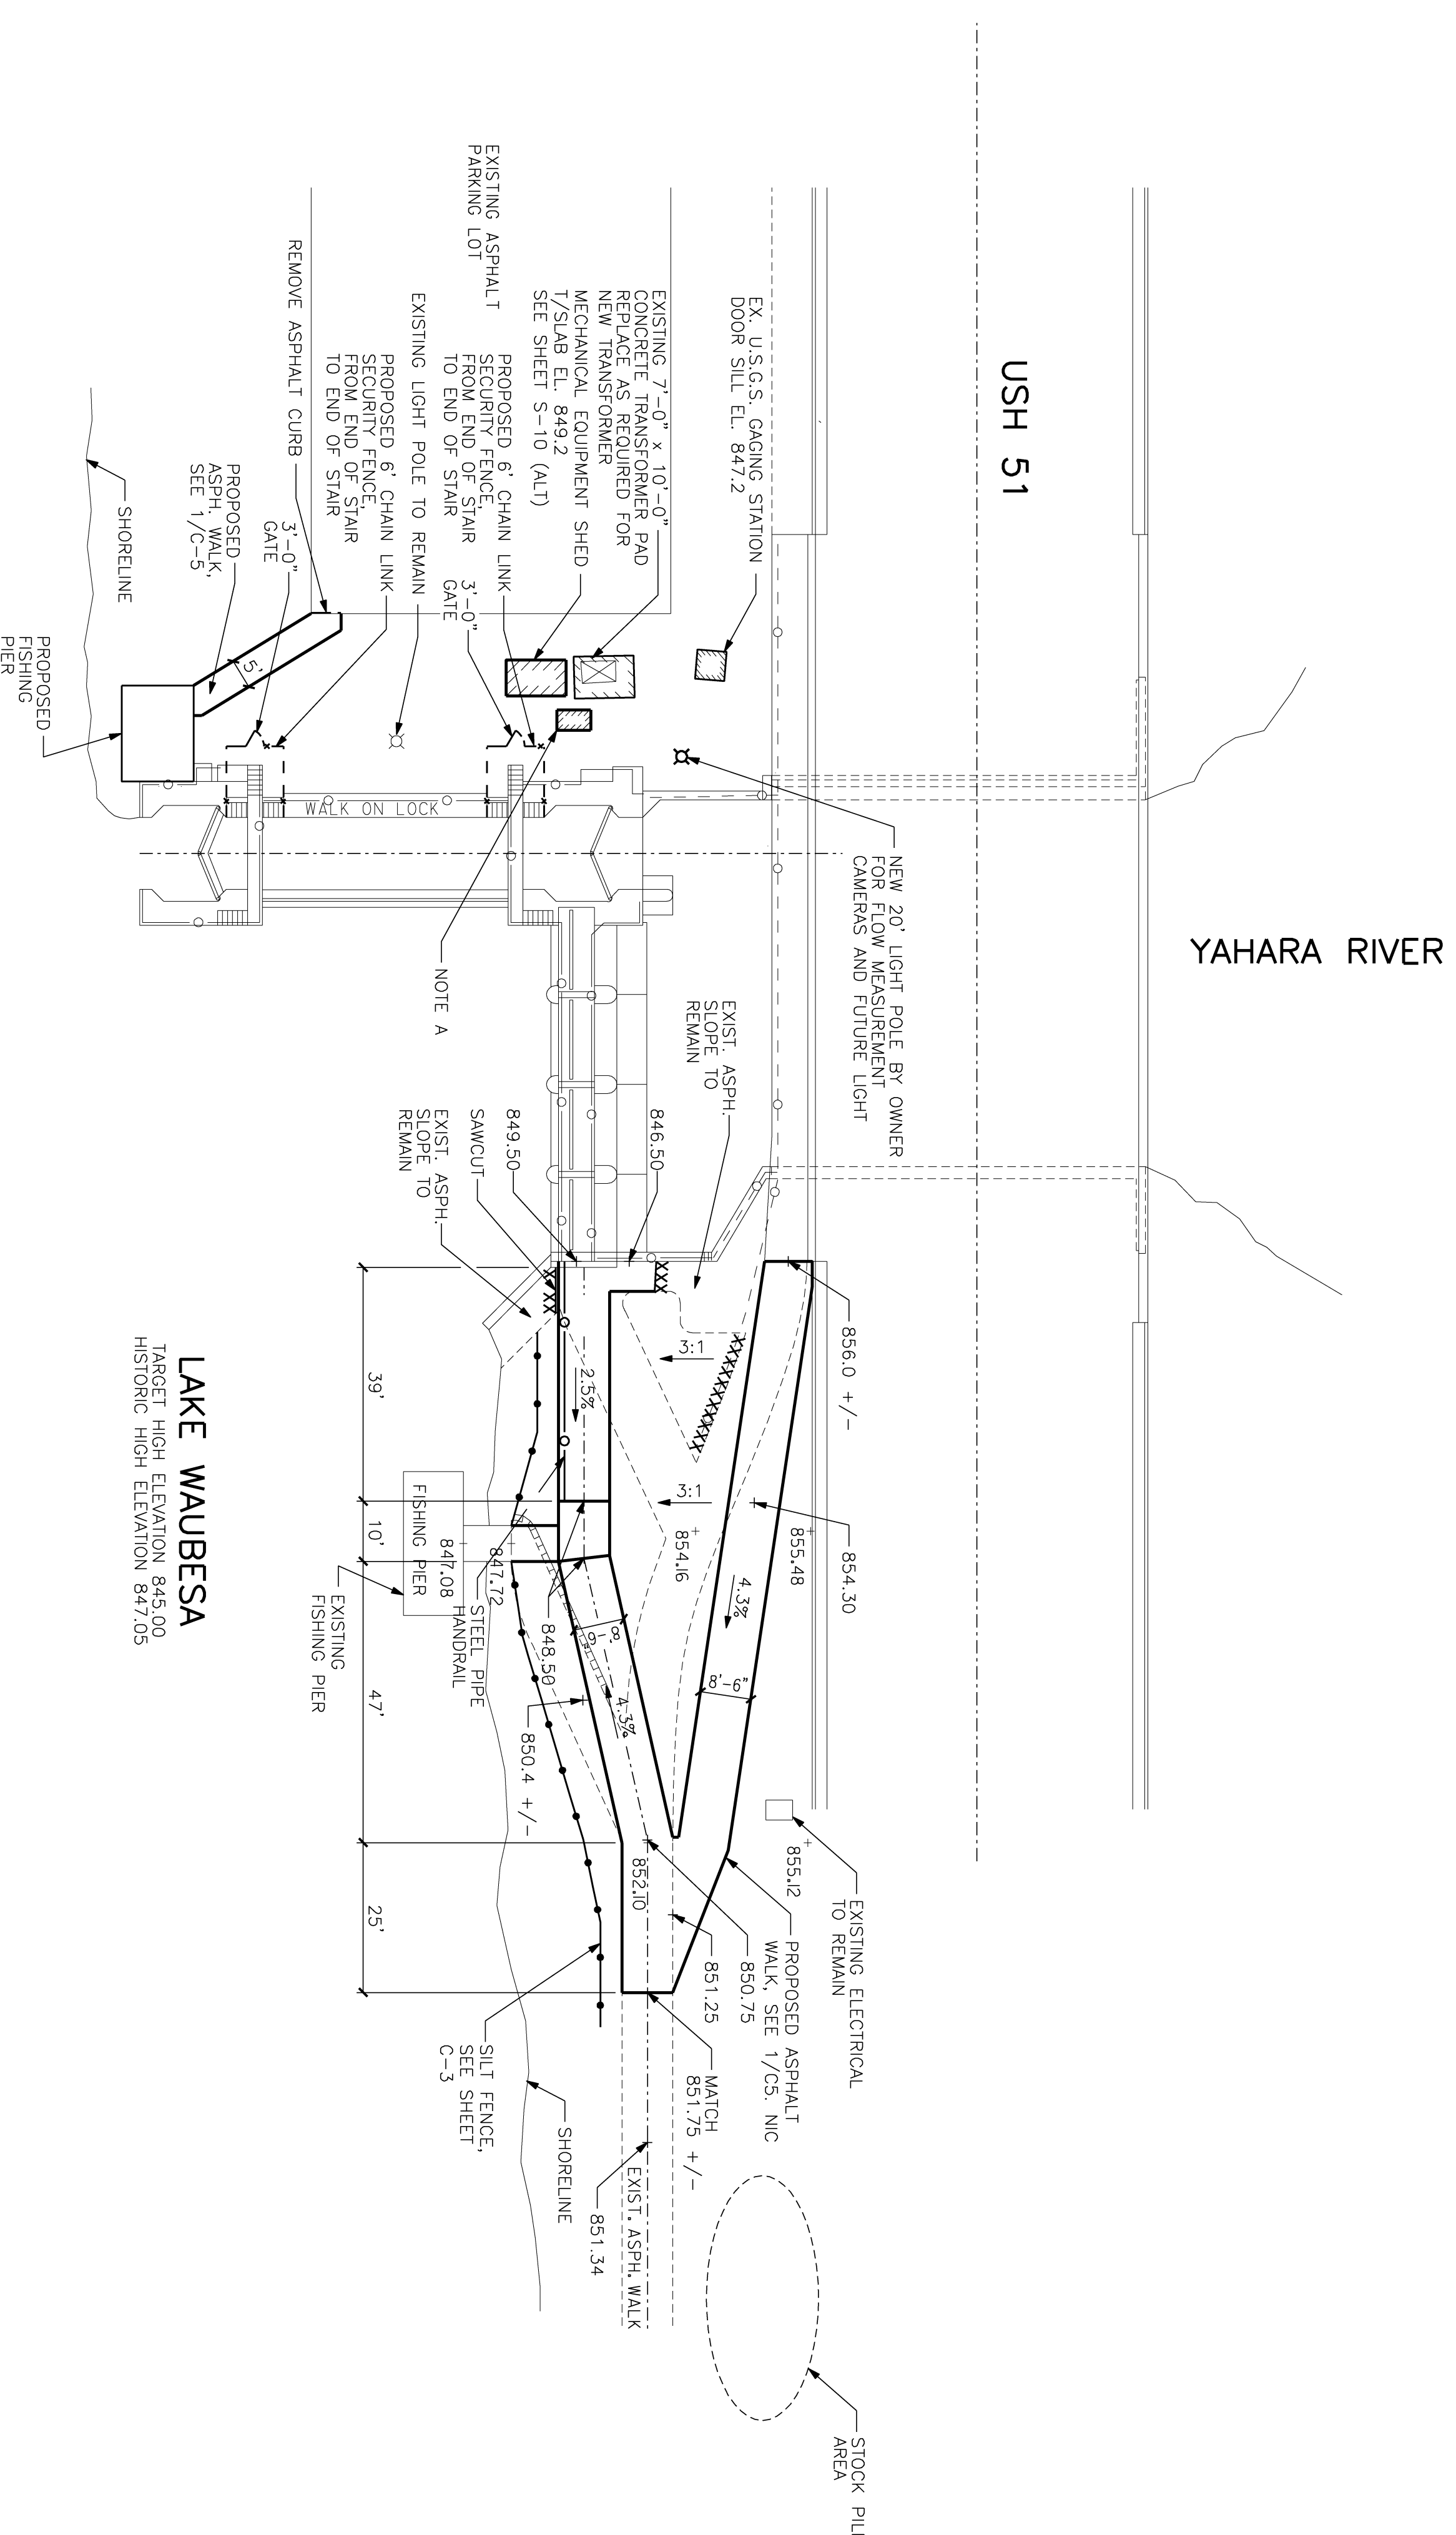 YAHARA RIVER
USH 51
EX. U.S.G.S. GAGING STATION
DOOR SILL EL. 847.2
EXISTING 7'-0" x 10'-0"
CONCRETE TRANSFORMER PAD
REPLACE AS REQUIRED FOR
NEW TRANSFORMER
MECHANICAL EQUIPMENT SHED
T/SLAB EL. 849.2
SEE SHEET S-10 (ALT)
EXISTING ASPHALT
PARKING LOT
PROPOSED 6' CHAIN LINK
SECURITY FENCE,
FROM END OF STAIR
TO END OF STAIR
3'-0"
GATE
EXISTING LIGHT POLE TO REMAIN
PROPOSED 6' CHAIN LINK
SECURITY FENCE,
FROM END OF STAIR
TO END OF STAIR
REMOVE ASPHALT CURB
3'-0"
GATE
PROPOSED
ASPH. WALK,
SEE 1/C-5
5'
SHORELINE
PROPOSED
FISHING
PIER
WALK ON LOCK
NEW 20' LIGHT POLE BY OWNER
FOR FLOW MEASUREMENT
CAMERAS AND FUTURE LIGHT
NOTE A
EXIST. ASPH.
SLOPE TO
REMAIN
846.50
849.50
SAWCUT
EXIST. ASPH.
SLOPE TO
REMAIN
856.0 +/-
3:1
3:1
2.5%
854.30
855.48
854.16
4.3%
8'-6"
8'-6"
4.3%
848.50
STEEL PIPE
HANDRAIL
847.72
847.08
FISHING PIER
EXISTING
FISHING PIER
850.4 +/-
39'
10'
47'
25'
LAKE WAUBESA
TARGET HIGH ELEVATION 845.00
HISTORIC HIGH ELEVATION 847.05
855.12
852.10
EXISTING ELECTRICAL
TO REMAIN
PROPOSED ASPHALT
WALK, SEE 1/C5. NIC
850.75
851.25
MATCH
851.75 +/-
EXIST. ASPH. WALK
851.34
SHORELINE
SILT FENCE,
SEE SHEET
C-3
STOCK PIL
AREA